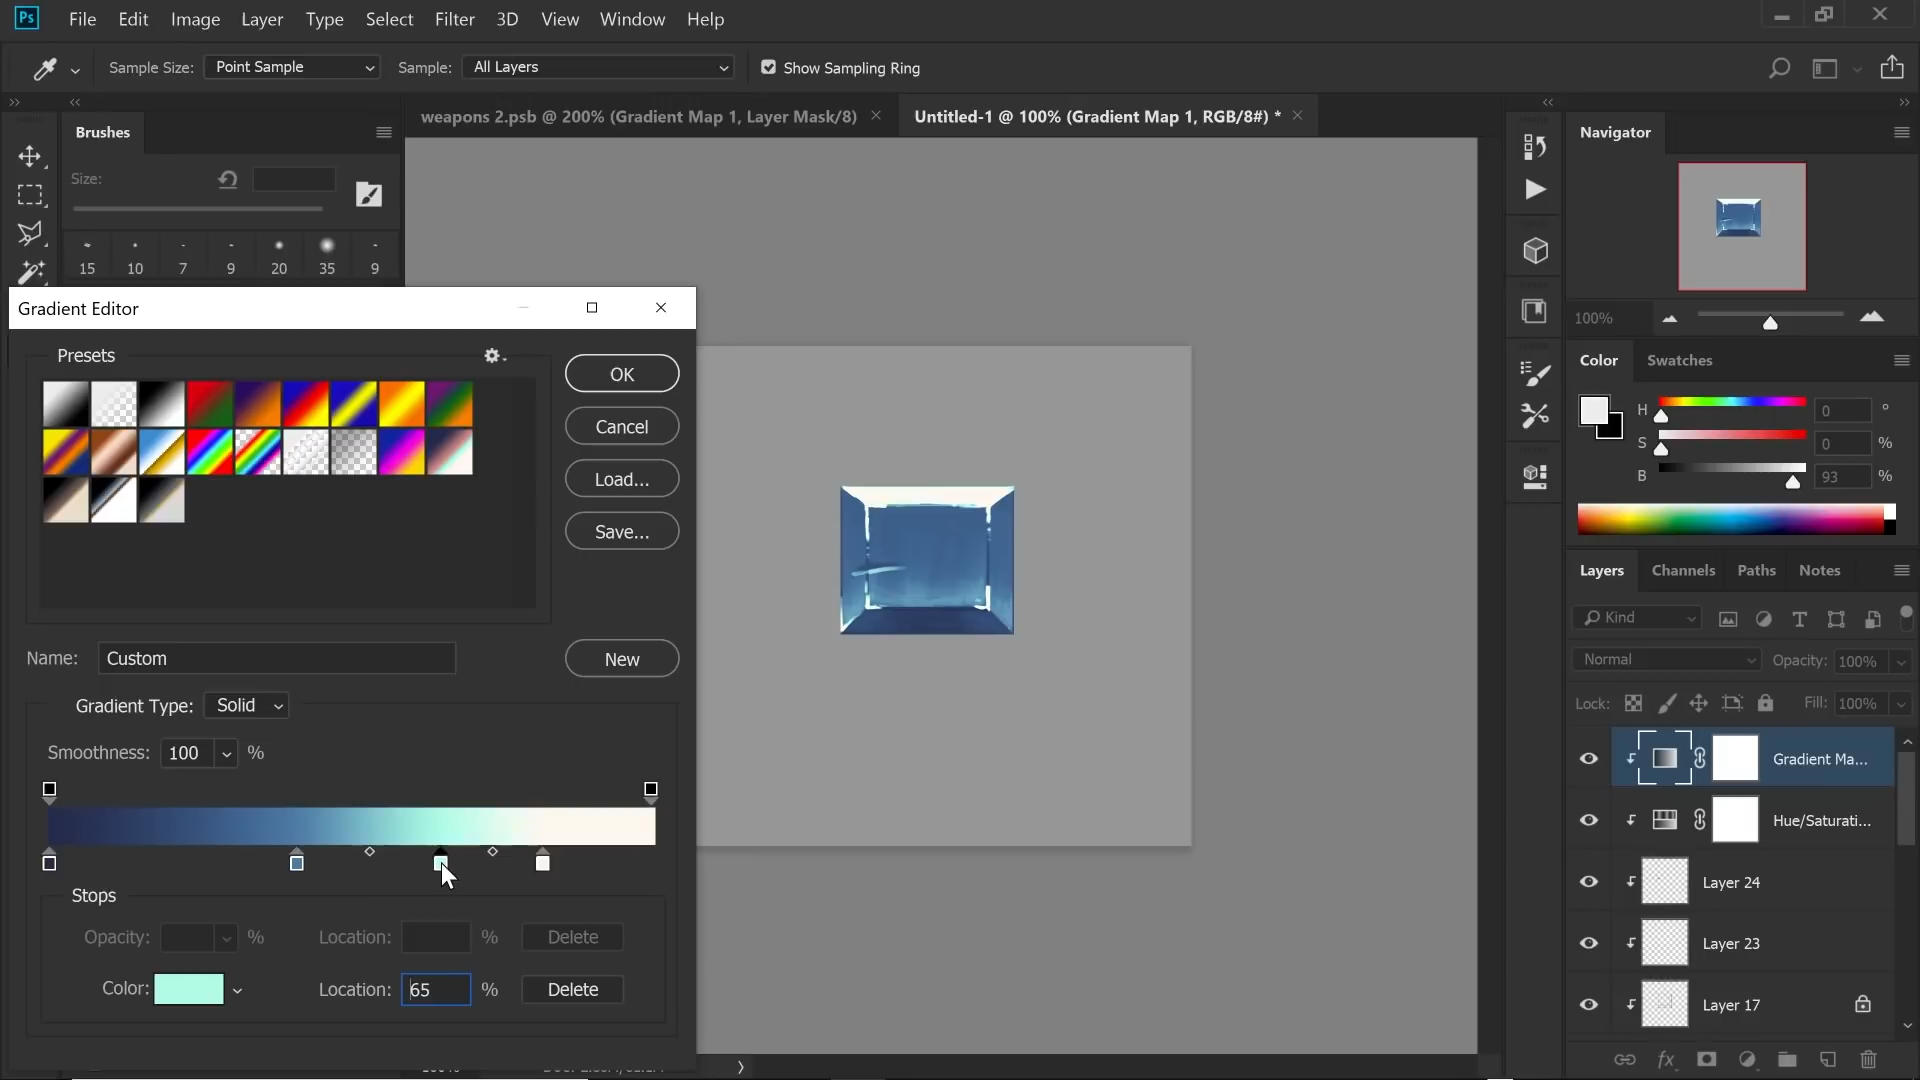 Ps File Edit Image Layer Type Select Filter 3D View Window Help
Sample Size: Point Sample Sample: All Layers Show Sampling Ring
Brushes
weapons 2.psb @ 200% (Gradient Map 1, Layer Mask/8) ×
Untitled-1 @ 100% (Gradient Map 1, RGB/8#) * ×
Navigator
Size:
15 10 7 9 20 35 9
100%
Gradient Editor
Presets
OK
Cancel
Load...
Save...
Name: Custom
New
Gradient Type: Solid
Smoothness: 100 %
Stops
Opacity: % Location: % Delete
Color: Location: 65 % Delete
Color Swatches
H 0 °
S 0 %
B 93 %
Layers Channels Paths Notes
Kind
Normal Opacity: 100%
Lock: Fill: 100%
Gradient Ma...
Hue/Saturati...
Layer 24
Layer 23
Layer 17
fx